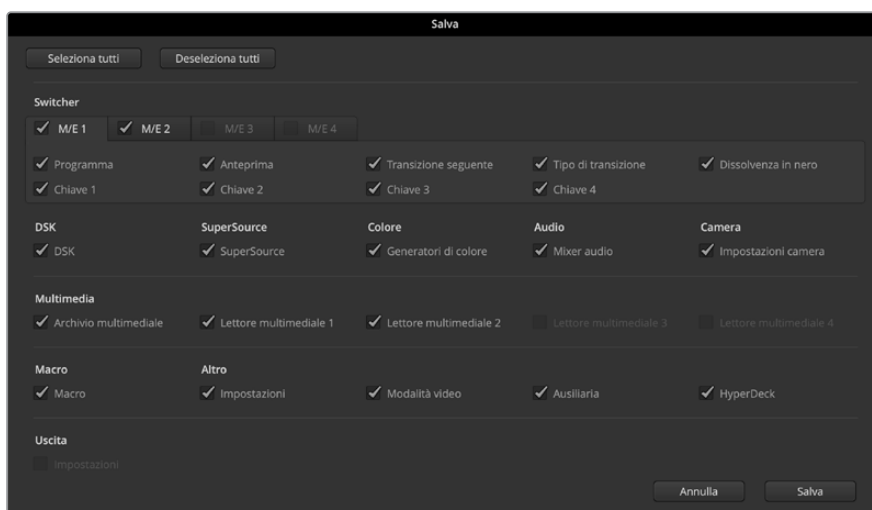 Salva
Seleziona tutti Deseleziona tutti
Switcher
M/E 1 M/E 2 M/E 3 M/E 4
Programma Anteprima Transizione seguente Tipo di transizione Dissolvenza in nero
Chiave 1 Chiave 2 Chiave 3 Chiave 4
DSK SuperSource Colore Audio Camera
DSK SuperSource Generatori di colore Mixer audio Impostazioni camera
Multimedia
Archivio multimediale Lettore multimediale 1 Lettore multimediale 2 Lettore multimediale 3 Lettore multimediale 4
Macro Altro
Macro Impostazioni Modalità video Ausiliaria HyperDeck
Uscita
Impostazioni
Annulla Salva